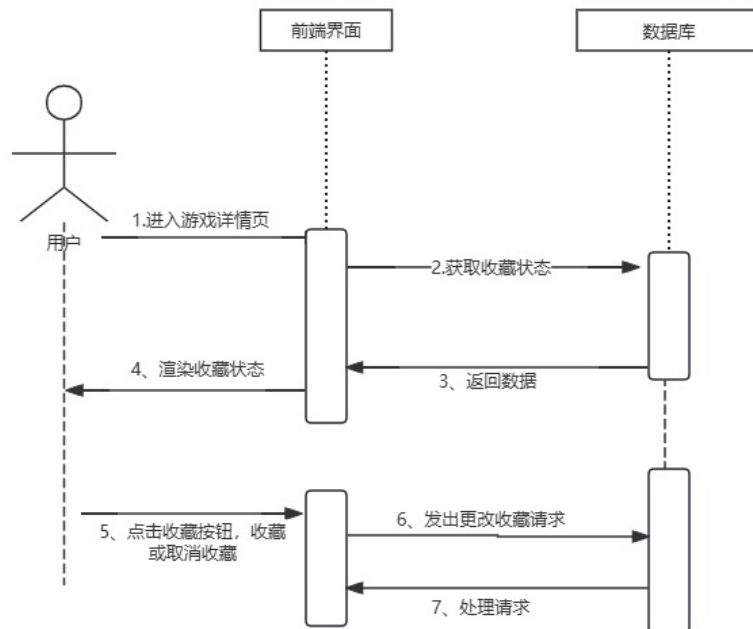 前端界面
数据库
用户
1.进入游戏详情页
2.获取收藏状态
3、返回数据
4、渲染收藏状态
5、点击收藏按钮，收藏
或取消收藏
6、发出更改收藏请求
7、处理请求